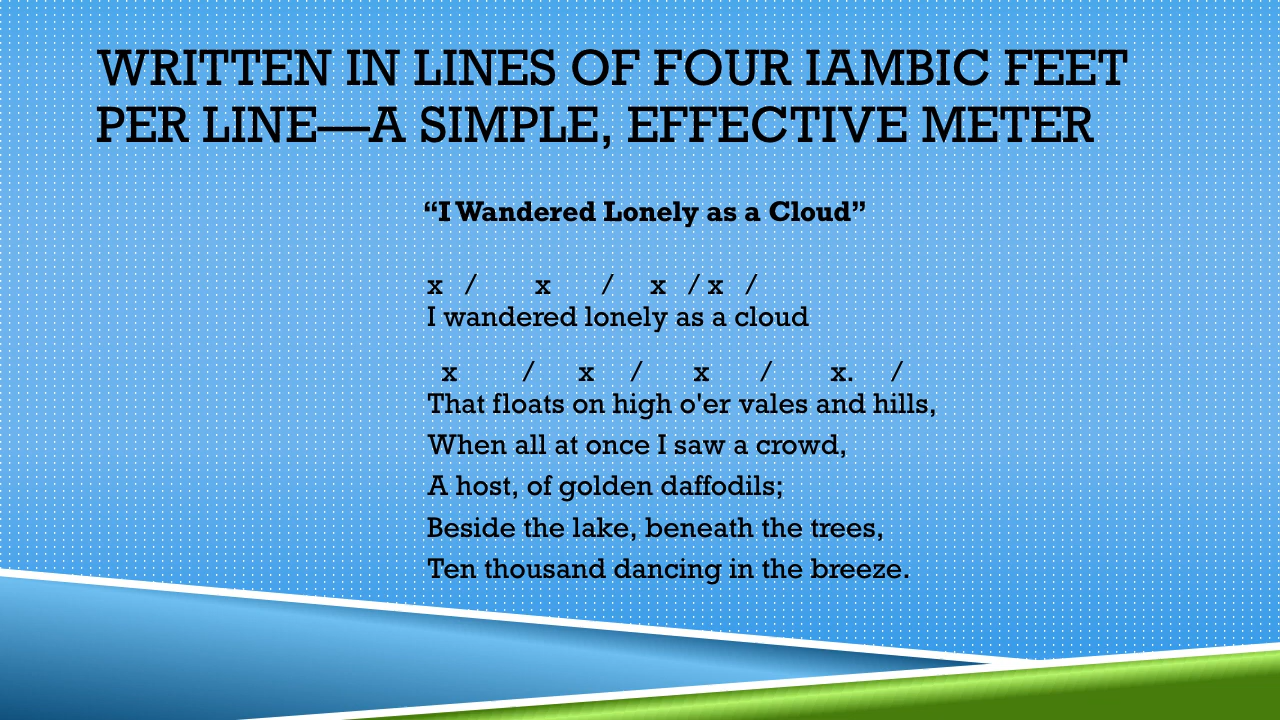 WRITTEN IN LINES OF FOUR IAMBIC FEET
PER LINE—A SIMPLE, EFFECTIVE METER
“I Wandered Lonely as a Cloud”
x / x / x / x /
I wandered lonely as a cloud
x / x / x / x. /
That floats on high o'er vales and hills,
When all at once I saw a crowd,
A host, of golden daffodils;
Beside the lake, beneath the trees,
Ten thousand dancing in the breeze.